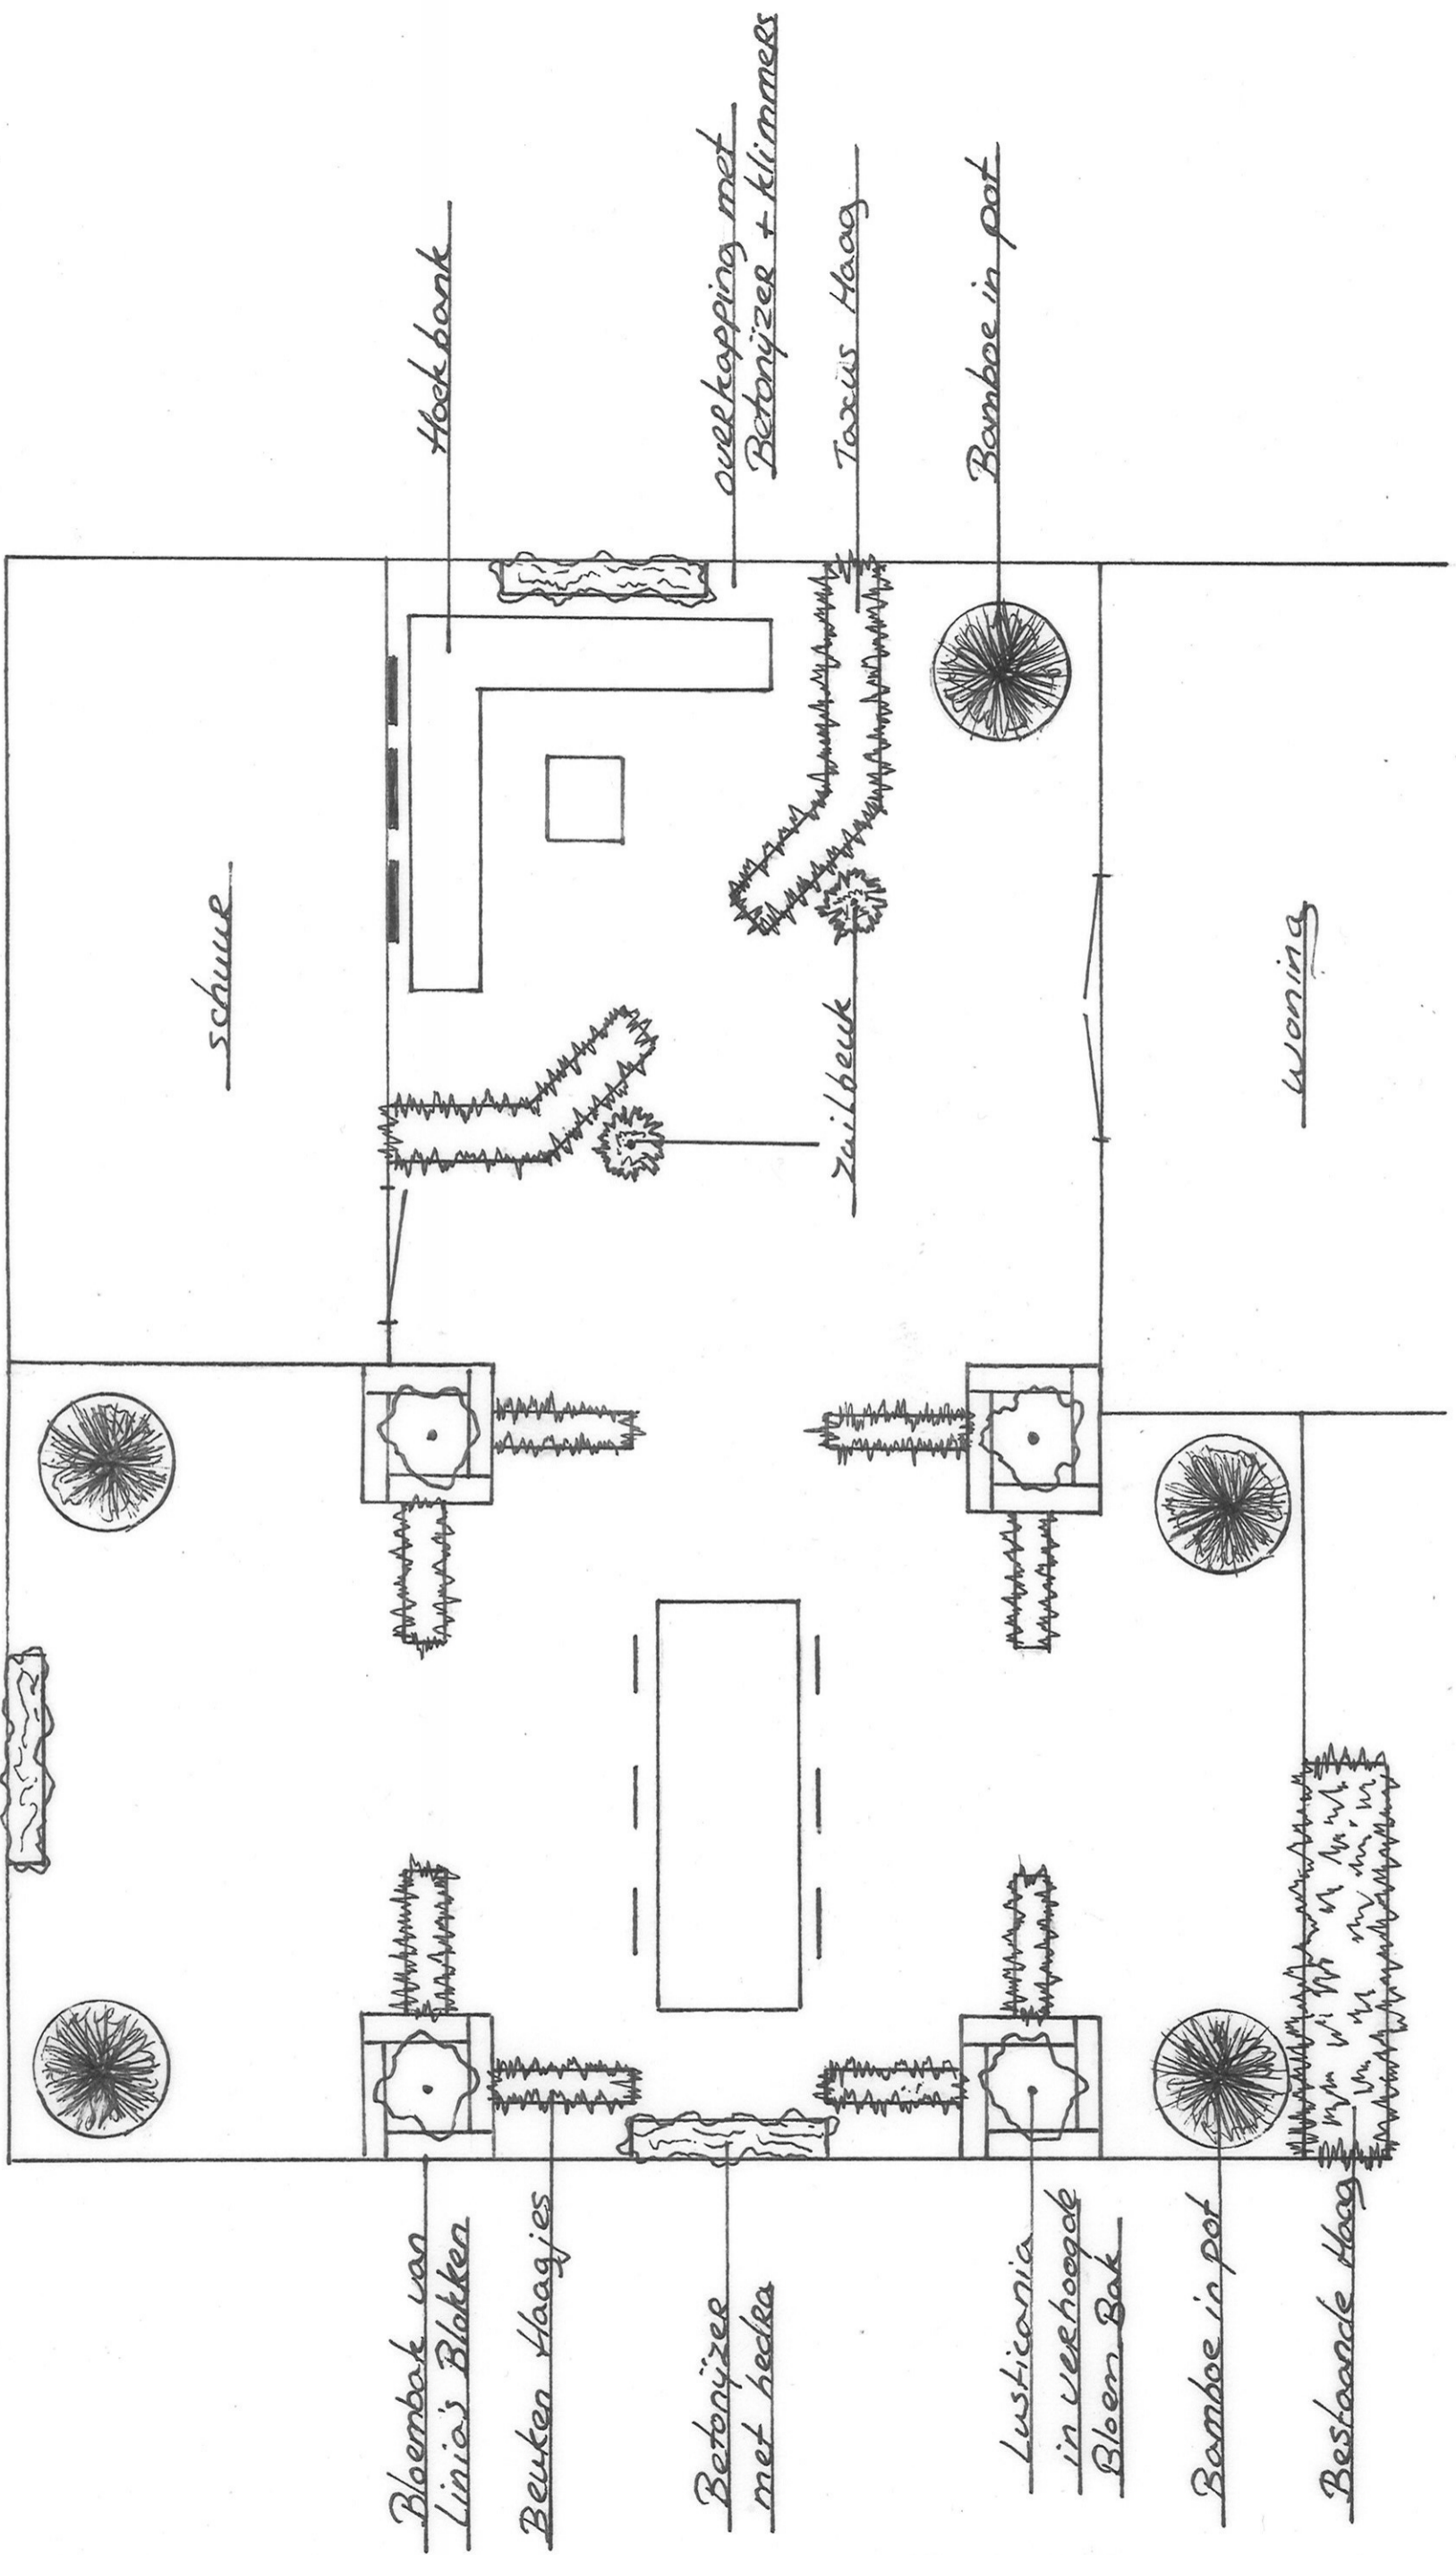 Hoekbank
overkapping met
Betonijzer + klimmers
Taxus Haag
Bamboe in pot
schuur
Zuilbeuk
woning
Bloembak van
Linia's Blokken
Beuken Haagjes
Betonijzer
met hedra
Lusticania
in verhoogde
Bloem Bak
Bamboe in pot
Bestaande Haag